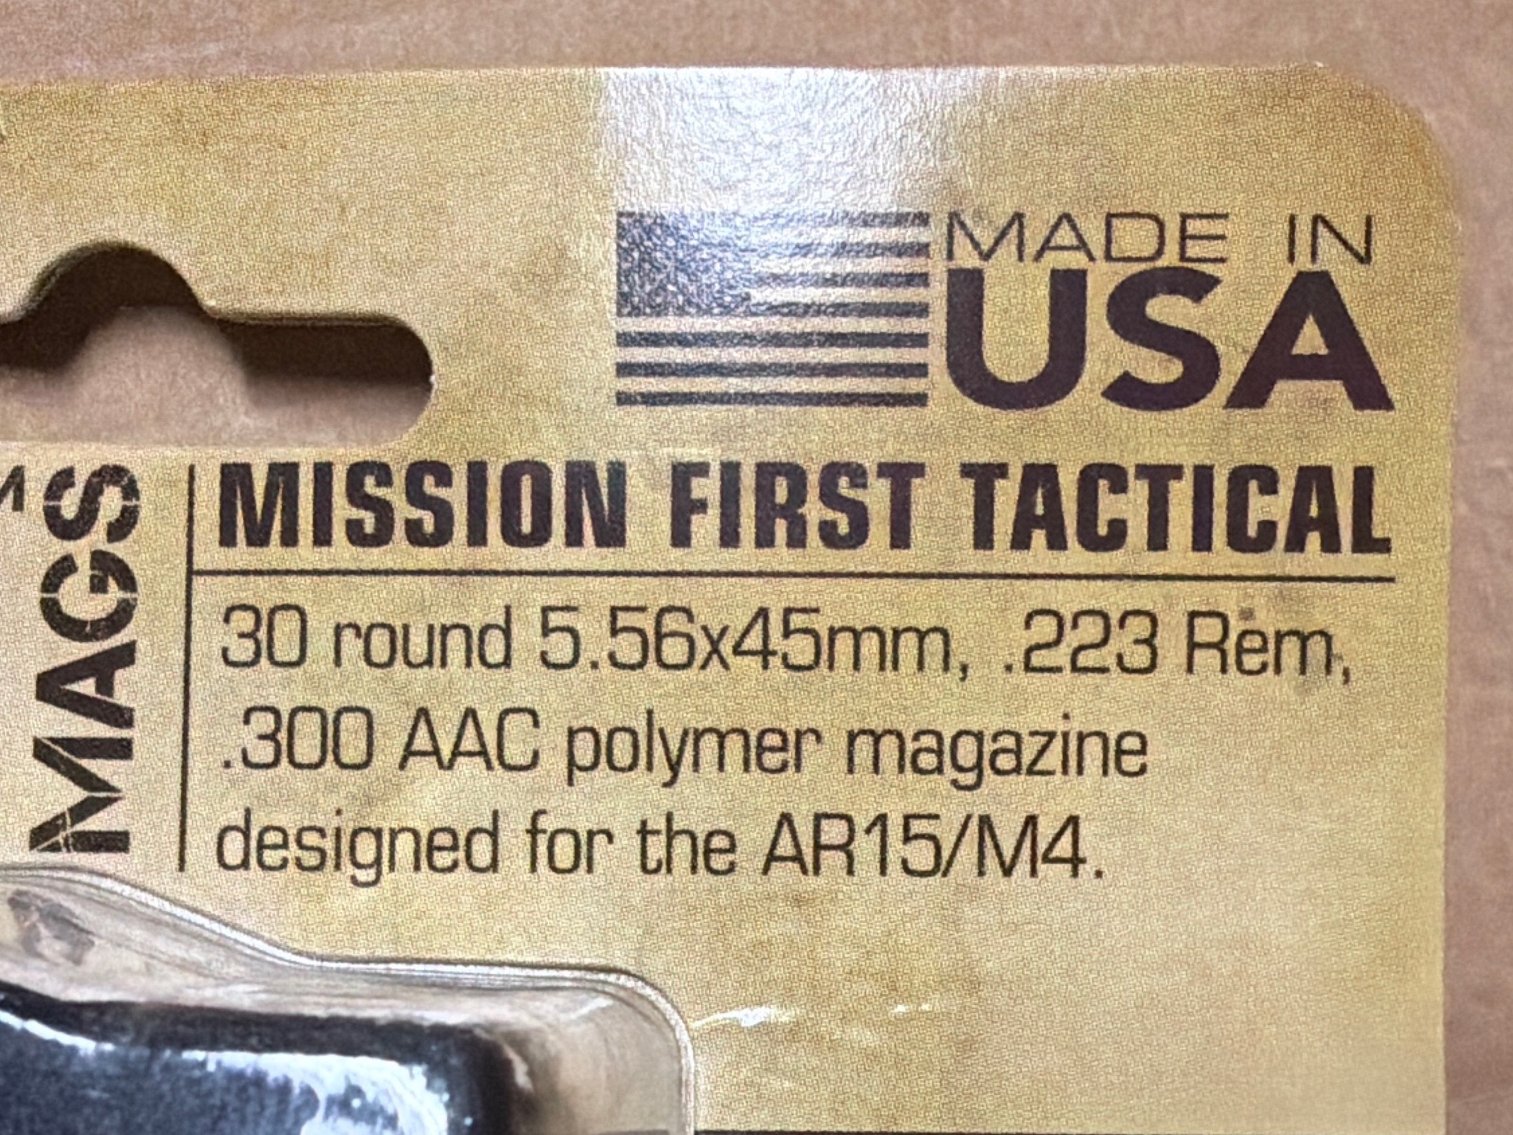 MADE IN
USA
MAGS
MISSION FIRST TACTICAL
30 round 5.56x45mm, .223 Rem,
.300 AAC polymer magazine
designed for the AR15/M4.